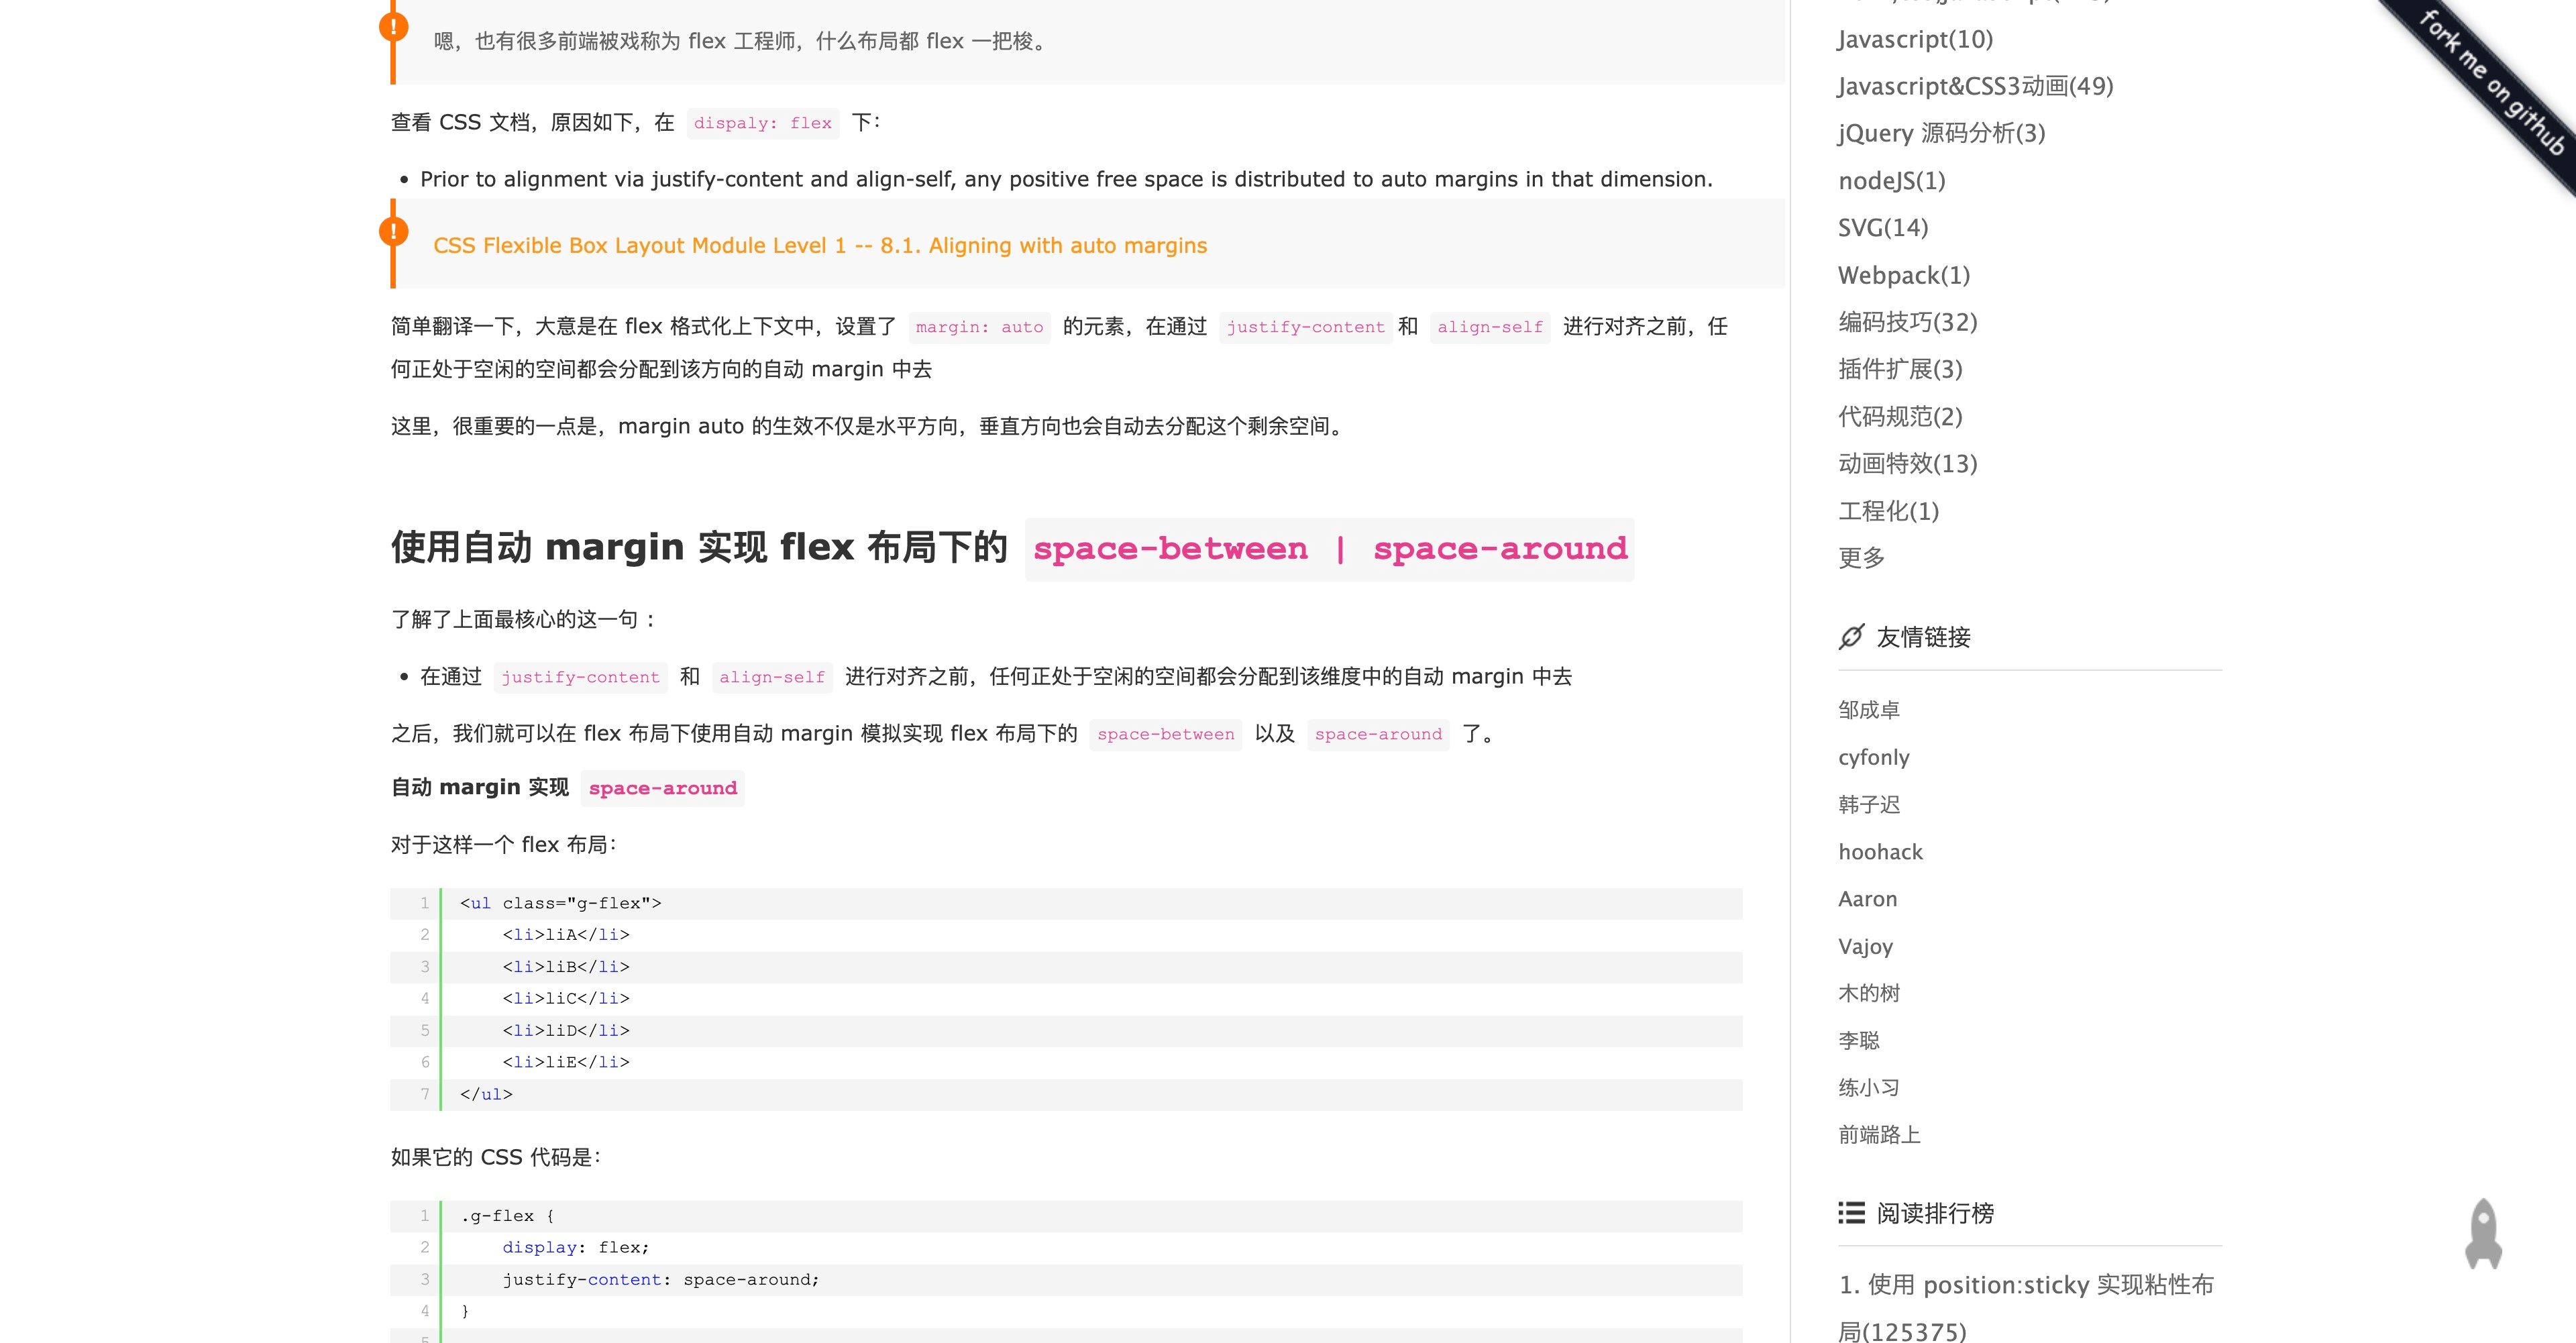 嗯，也有很多前端被戏称为 flex 工程师，什么布局都 flex 一把梭。
查看 CSS 文档，原因如下，在 dispaly: flex 下：
• Prior to alignment via justify-content and align-self, any positive free space is distributed to auto margins in that dimension.
CSS Flexible Box Layout Module Level 1 -- 8.1. Aligning with auto margins
简单翻译一下，大意是在 flex 格式化上下文中，设置了 margin: auto 的元素，在通过 justify-content 和 align-self 进行对齐之前，任
何正处于空闲的空间都会分配到该方向的自动 margin 中去
这里，很重要的一点是，margin auto 的生效不仅是水平方向，垂直方向也会自动去分配这个剩余空间。
使用自动 margin 实现 flex 布局下的 space-between | space-around
了解了上面最核心的这一句 ：
• 在通过 justify-content 和 align-self 进行对齐之前，任何正处于空闲的空间都会分配到该维度中的自动 margin 中去
之后，我们就可以在 flex 布局下使用自动 margin 模拟实现 flex 布局下的 space-between 以及 space-around 了。
自动 margin 实现 space-around
对于这样一个 flex 布局：
1 <ul class="g-flex">
2     <li>liA</li>
3     <li>liB</li>
4     <li>liC</li>
5     <li>liD</li>
6     <li>liE</li>
7 </ul>
如果它的 CSS 代码是：
1 .g-flex {
2     display: flex;
3     justify-content: space-around;
4 }
5
Javascript(10)
Javascript&CSS3动画(49)
jQuery 源码分析(3)
nodeJS(1)
SVG(14)
Webpack(1)
编码技巧(32)
插件扩展(3)
代码规范(2)
动画特效(13)
工程化(1)
更多
友情链接
邹成卓
cyfonly
韩子迟
hoohack
Aaron
Vajoy
木的树
李聪
练小习
前端路上
阅读排行榜
1. 使用 position:sticky 实现粘性布
局(125375)
fork me on github